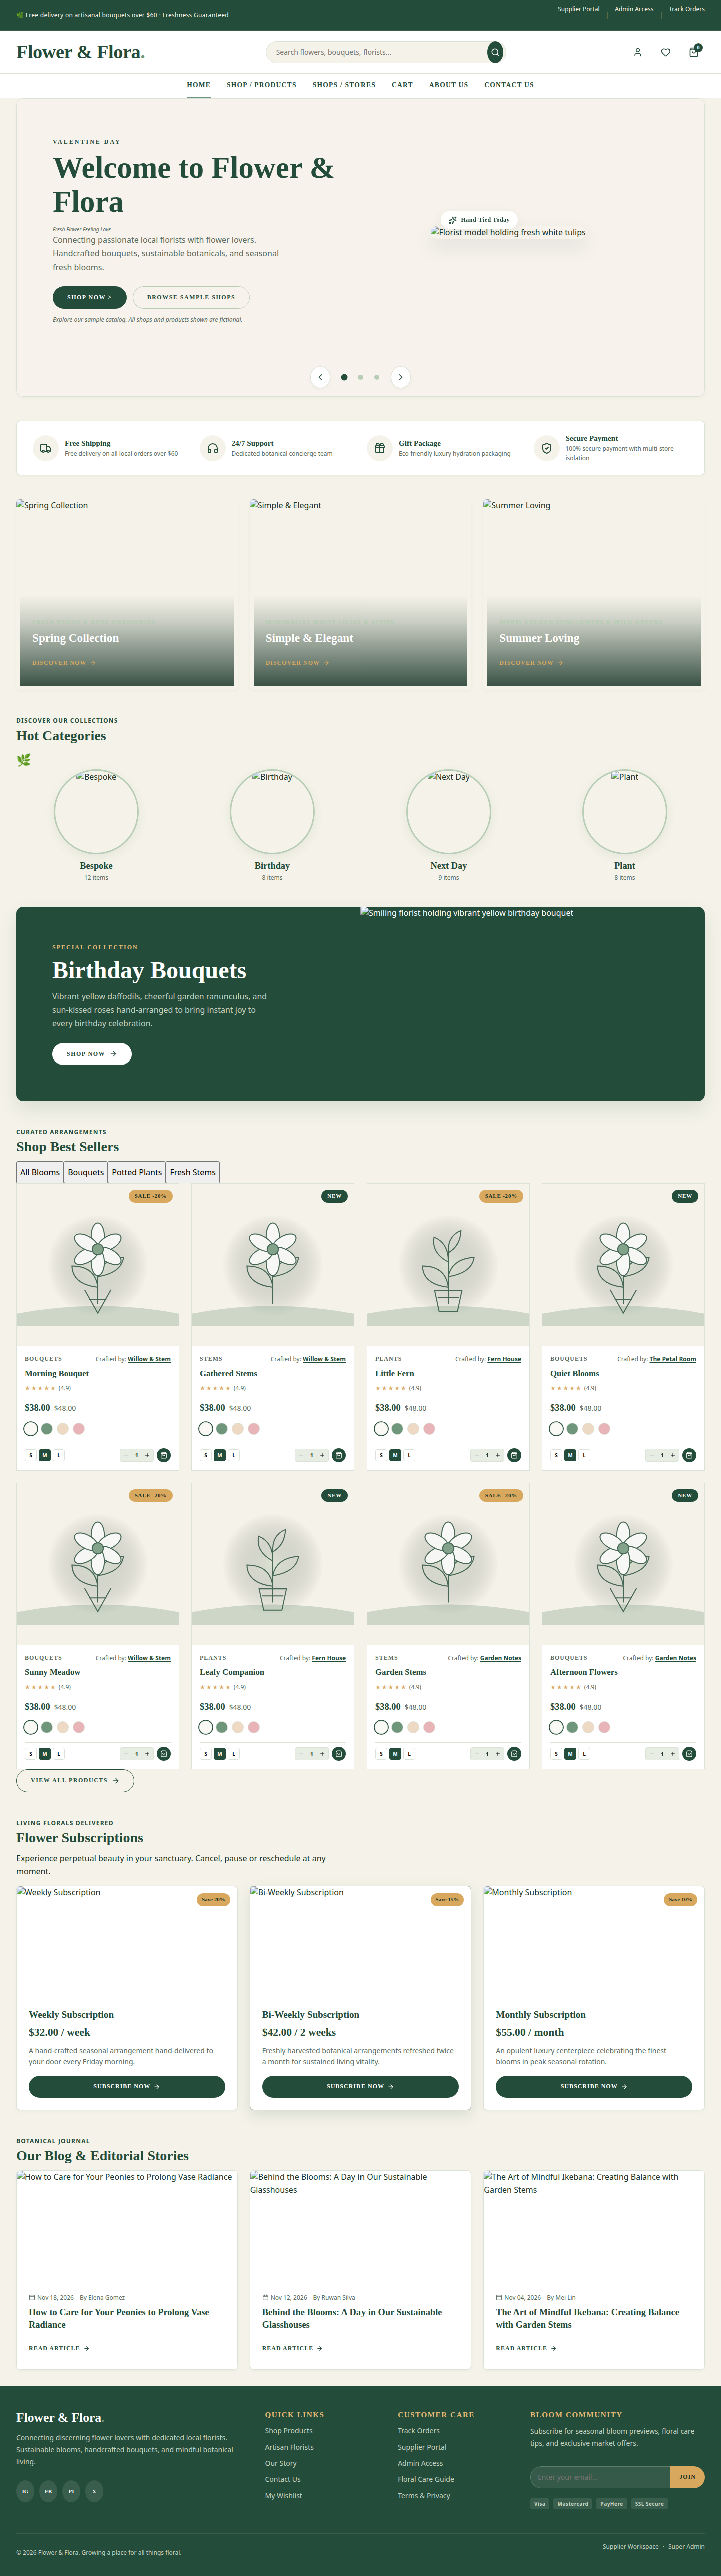 🌿 Free delivery on artisanal bouquets over $60 · Freshness Guaranteed
Supplier Portal | Admin Access | Track Orders
Flower & Flora.
Search flowers, bouquets, florists...
0
HOME SHOP / PRODUCTS SHOPS / STORES CART ABOUT US CONTACT US
VALENTINE DAY
Welcome to Flower &
Flora
Fresh Flower Feeling Love
Connecting passionate local florists with flower lovers.
Handcrafted bouquets, sustainable botanicals, and seasonal
fresh blooms.
SHOP NOW >
BROWSE SAMPLE SHOPS
Explore our sample catalog. All shops and products shown are fictional.
Hand-Tied Today
Florist model holding fresh white tulips
Free Shipping
Free delivery on all local orders over $60
24/7 Support
Dedicated botanical concierge team
Gift Package
Eco-friendly luxury hydration packaging
Secure Payment
100% secure payment with multi-store
isolation
Spring Collection
Spring Collection
DISCOVER NOW →
Simple & Elegant
Simple & Elegant
DISCOVER NOW →
Summer Loving
Summer Loving
DISCOVER NOW →
DISCOVER OUR COLLECTIONS
Hot Categories
Bespoke
Bespoke
12 items
Birthday
Birthday
8 items
Next Day
Next Day
9 items
Plant
Plant
8 items
SPECIAL COLLECTION
Birthday Bouquets
Vibrant yellow daffodils, cheerful garden ranunculus, and
sun-kissed roses hand-arranged to bring instant joy to
every birthday celebration.
SHOP NOW →
Smiling florist holding vibrant yellow birthday bouquet
CURATED ARRANGEMENTS
Shop Best Sellers
All Blooms Bouquets Potted Plants Fresh Stems
SALE -20%
BOUQUETS Crafted by: Willow & Stem
Morning Bouquet
★★★★★ (4.9)
$38.00 $48.00
S M L − 1 +
NEW
STEMS Crafted by: Willow & Stem
Gathered Stems
★★★★★ (4.9)
$38.00 $48.00
S M L − 1 +
SALE -20%
PLANTS Crafted by: Fern House
Little Fern
★★★★★ (4.9)
$38.00 $48.00
S M L − 1 +
NEW
BOUQUETS Crafted by: The Petal Room
Quiet Blooms
★★★★★ (4.9)
$38.00 $48.00
S M L − 1 +
SALE -20%
BOUQUETS Crafted by: Willow & Stem
Sunny Meadow
★★★★★ (4.9)
$38.00 $48.00
S M L − 1 +
NEW
PLANTS Crafted by: Fern House
Leafy Companion
★★★★★ (4.9)
$38.00 $48.00
S M L − 1 +
SALE -20%
STEMS Crafted by: Garden Notes
Garden Stems
★★★★★ (4.9)
$38.00 $48.00
S M L − 1 +
NEW
BOUQUETS Crafted by: Garden Notes
Afternoon Flowers
★★★★★ (4.9)
$38.00 $48.00
S M L − 1 +
VIEW ALL PRODUCTS →
LIVING FLORALS DELIVERED
Flower Subscriptions
Experience perpetual beauty in your sanctuary. Cancel, pause or reschedule at any
moment.
Weekly Subscription
Save 20%
Weekly Subscription
$32.00 / week
A hand-crafted seasonal arrangement hand-delivered to
your door every Friday morning.
SUBSCRIBE NOW →
Bi-Weekly Subscription
Save 15%
Bi-Weekly Subscription
$42.00 / 2 weeks
Freshly harvested botanical arrangements refreshed twice
a month for sustained living vitality.
SUBSCRIBE NOW →
Monthly Subscription
Save 10%
Monthly Subscription
$55.00 / month
An opulent luxury centerpiece celebrating the finest
blooms in peak seasonal rotation.
SUBSCRIBE NOW →
BOTANICAL JOURNAL
Our Blog & Editorial Stories
How to Care for Your Peonies to Prolong Vase Radiance
Nov 18, 2026 By Elena Gomez
How to Care for Your Peonies to Prolong Vase
Radiance
READ ARTICLE →
Behind the Blooms: A Day in Our Sustainable
Glasshouses
Nov 12, 2026 By Ruwan Silva
Behind the Blooms: A Day in Our Sustainable
Glasshouses
READ ARTICLE →
The Art of Mindful Ikebana: Creating Balance with
Garden Stems
Nov 04, 2026 By Mei Lin
The Art of Mindful Ikebana: Creating Balance
with Garden Stems
READ ARTICLE →
Flower & Flora.
Connecting discerning flower lovers with dedicated local florists.
Sustainable blooms, handcrafted bouquets, and mindful botanical
living.
IG FB PI X
QUICK LINKS
Shop Products
Artisan Florists
Our Story
Contact Us
My Wishlist
CUSTOMER CARE
Track Orders
Supplier Portal
Admin Access
Floral Care Guide
Terms & Privacy
BLOOM COMMUNITY
Subscribe for seasonal bloom previews, floral care
tips, and exclusive market offers.
Enter your email...
JOIN
Visa Mastercard PayHere SSL Secure
© 2026 Flower & Flora. Growing a place for all things floral.
Supplier Workspace · Super Admin